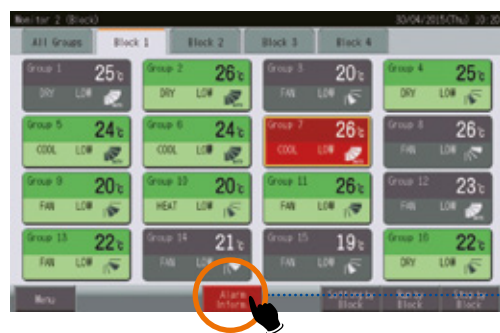 Monitor 2 (Block) 30/04/2015(Thu) 10:20
All Groups Block 1 Block 2 Block 3 Block 4
Group 1 25℃ Group 2 26℃ Group 3 20℃ Group 4 25℃
DRY LOW DRY LOW FAN LOW DRY LOW
Group 5 24℃ Group 6 24℃ Group 7 26℃ Group 8 26℃
COOL LOW COOL LOW COOL LOW FAN LOW
Group 9 20℃ Group 10 20℃ Group 11 26℃ Group 12 23℃
FAN LOW HEAT LOW FAN LOW FAN LOW
Group 13 22℃ Group 14 21℃ Group 15 19℃ Group 16 22℃
FAN LOW FAN LOW FAN LOW DRY LOW
Menu Alarm
Inform Block Block Block